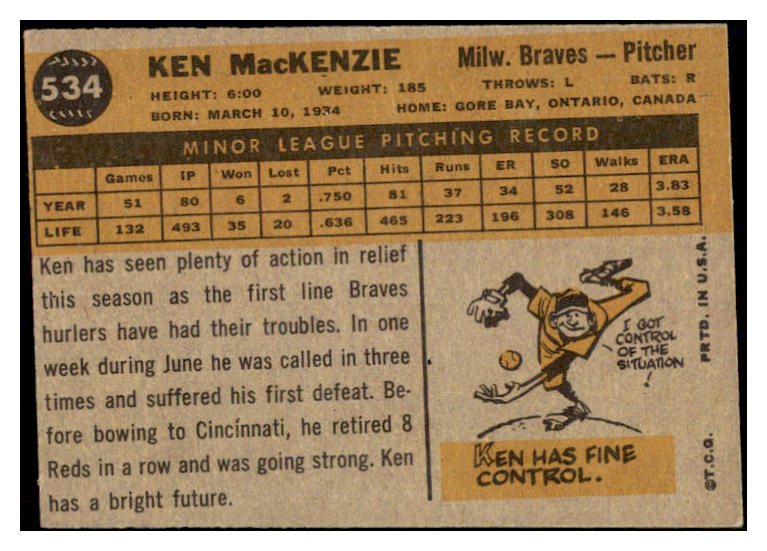 534
KEN MacKENZIE
Milw. Braves — Pitcher
HEIGHT: 6:00 WEIGHT: 185 THROWS: L BATS: R
BORN: MARCH 10, 1934 HOME: GORE BAY, ONTARIO, CANADA
MINOR LEAGUE PITCHING RECORD
Games IP Won Lost Pct Hits Runs ER SO Walks ERA
YEAR 51 80 6 2 .750 81 37 34 52 28 3.83
LIFE 132 493 35 20 .636 465 223 196 308 146 3.58
Ken has seen plenty of action in relief
this season as the first line Braves
hurlers have had their troubles. In one
week during June he was called in three
times and suffered his first defeat. Be-
fore bowing to Cincinnati, he retired 8
Reds in a row and was going strong. Ken
has a bright future.
I GOT
CONTROL
OF THE
SITUATION
!
KEN HAS FINE
CONTROL.
©T.C.G. PRTD. IN U.S.A.